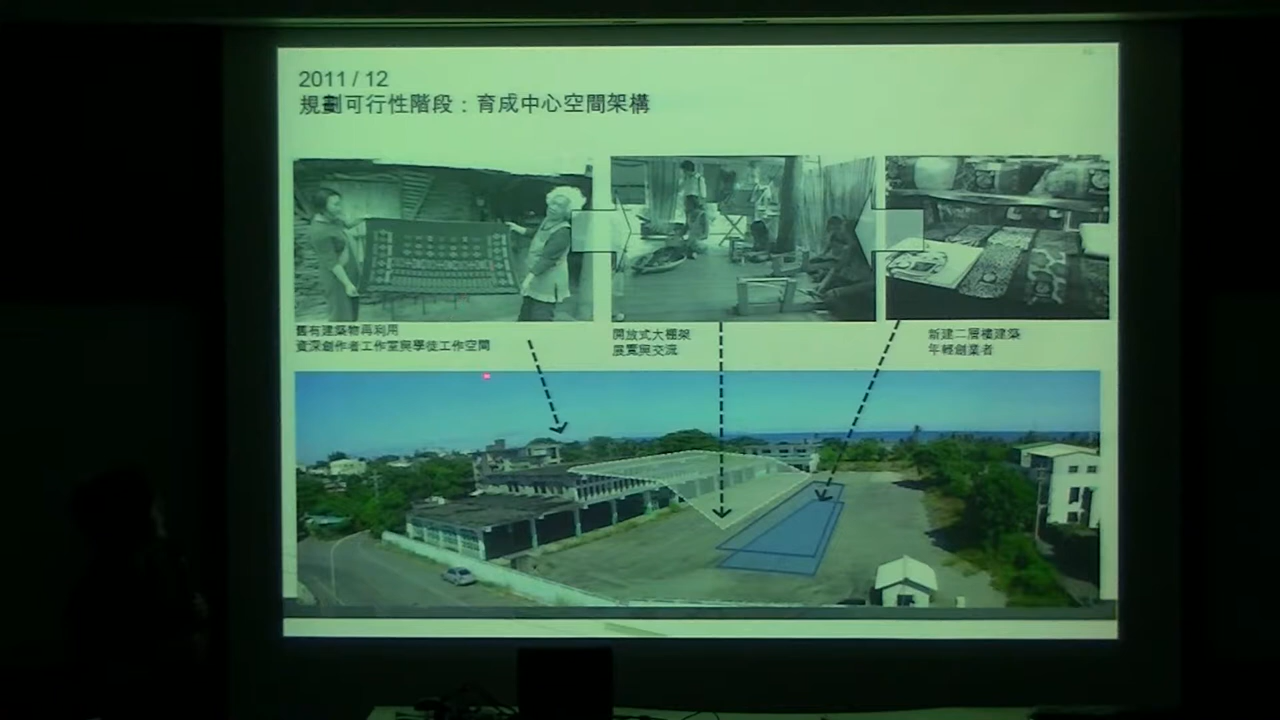 2011 / 12
規劃可行性階段：育成中心空間架構
舊有建築物再利用
資深創作者工作室與學徒工作空間
開放式大棚架
展覽與交流
新建二層樓建築
年輕創業者